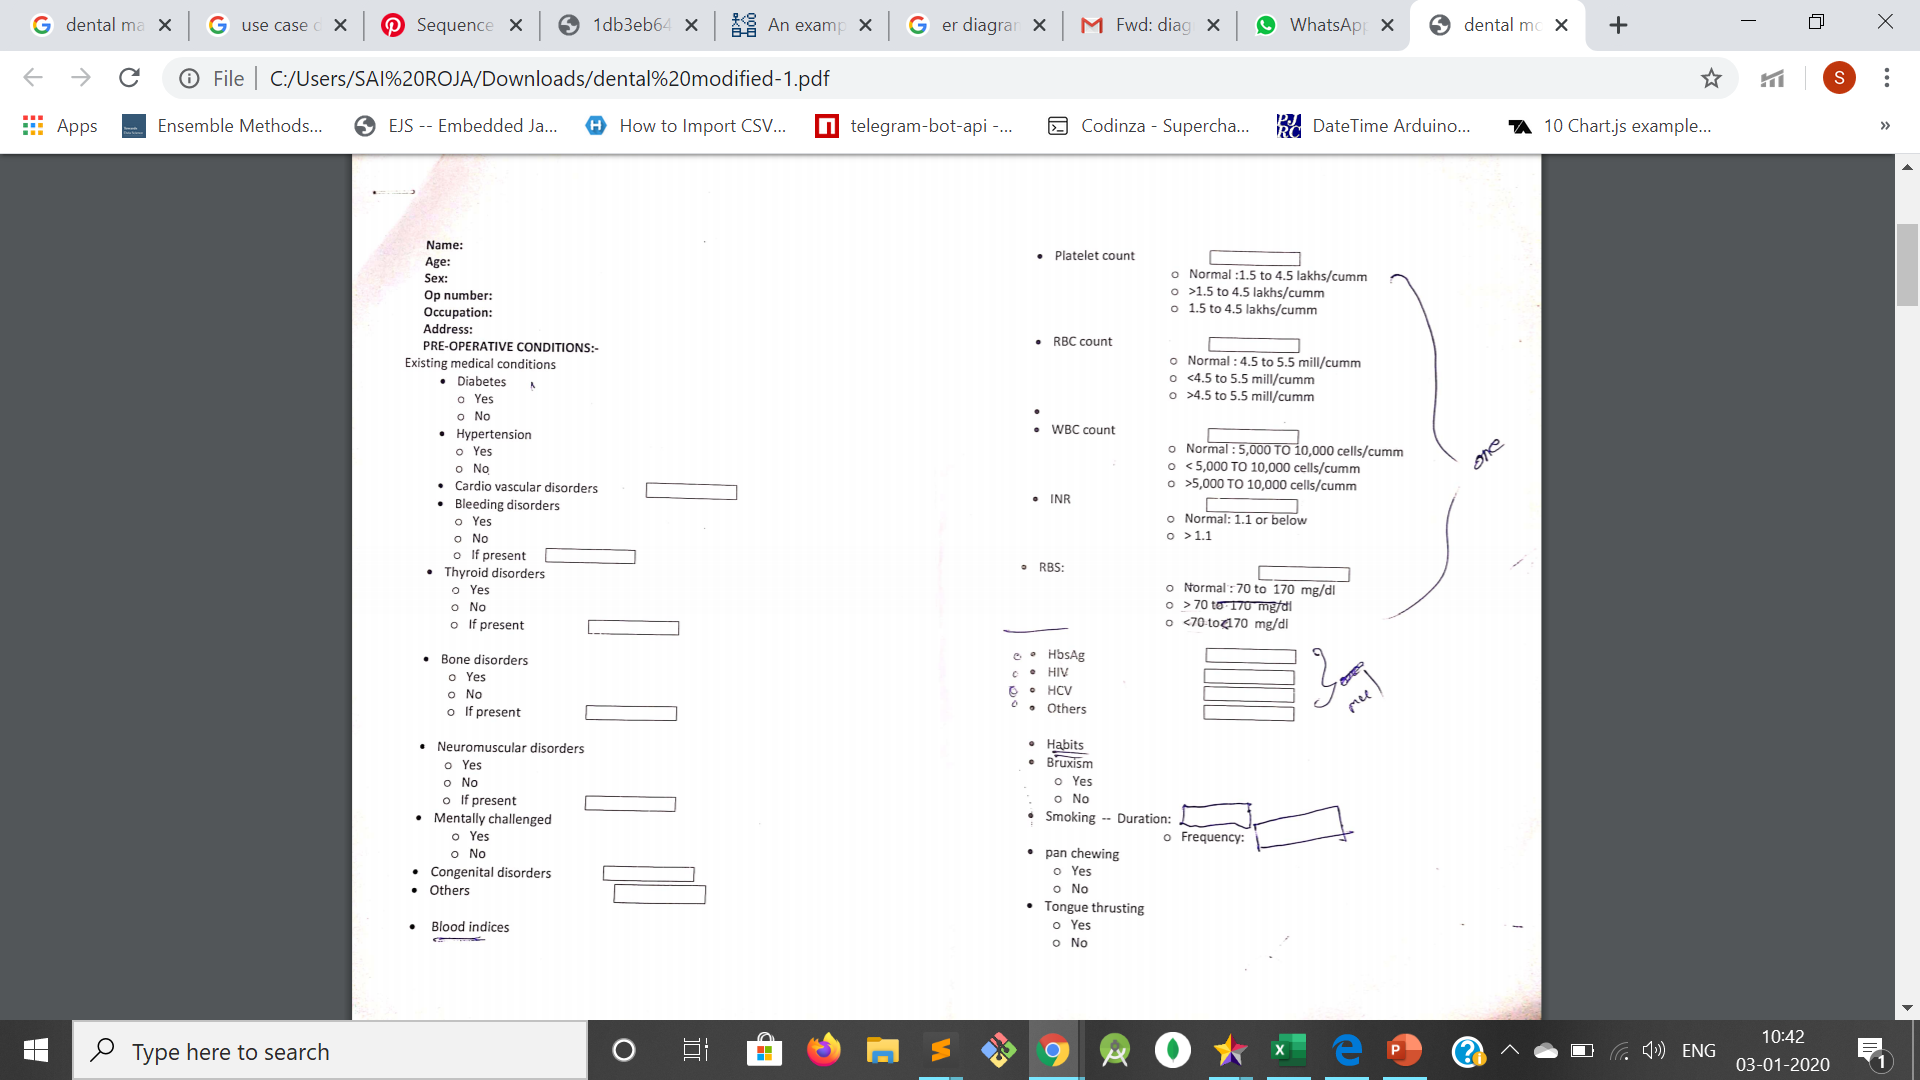 dental ma
use case d
Sequence
1db3eb64
An examp
er diagran
Fwd: diag
WhatsApp
dental mo
File
C:/Users/SAI%20ROJA/Downloads/dental%20modified-1.pdf
S
Apps
Ensemble Methods...
EJS -- Embedded Ja...
How to Import CSV...
telegram-bot-api -...
Codinza - Supercha...
DateTime Arduino...
10 Chart.js example...
»
Name:
Age:
Sex:
Op number:
Occupation:
Address:
PRE-OPERATIVE CONDITIONS:-
Existing medical conditions
• Diabetes
o Yes
o No
• Hypertension
o Yes
o No
• Cardio vascular disorders
• Bleeding disorders
o Yes
o No
o If present
• Thyroid disorders
o Yes
o No
o If present
• Bone disorders
o Yes
o No
o If present
• Neuromuscular disorders
o Yes
o No
o If present
• Mentally challenged
o Yes
o No
• Congenital disorders
• Others
• Blood indices
• Platelet count
o Normal :1.5 to 4.5 lakhs/cumm
o >1.5 to 4.5 lakhs/cumm
o 1.5 to 4.5 lakhs/cumm
• RBC count
o Normal : 4.5 to 5.5 mill/cumm
o <4.5 to 5.5 mill/cumm
o >4.5 to 5.5 mill/cumm
•
• WBC count
o Normal : 5,000 TO 10,000 cells/cumm
o < 5,000 TO 10,000 cells/cumm
o >5,000 TO 10,000 cells/cumm
• INR
o Normal: 1.1 or below
o > 1.1
• RBS:
o Normal : 70 to 170 mg/dl
o > 70 to 170 mg/dl
o <70 to 170 mg/dl
one
• HbsAg
• HIV
• HCV
• Others
• Habits
• Bruxism
o Yes
o No
• Smoking -- Duration:
o Frequency:
• pan chewing
o Yes
o No
• Tongue thrusting
o Yes
o No
Type here to search
ENG
10:42
03-01-2020
1